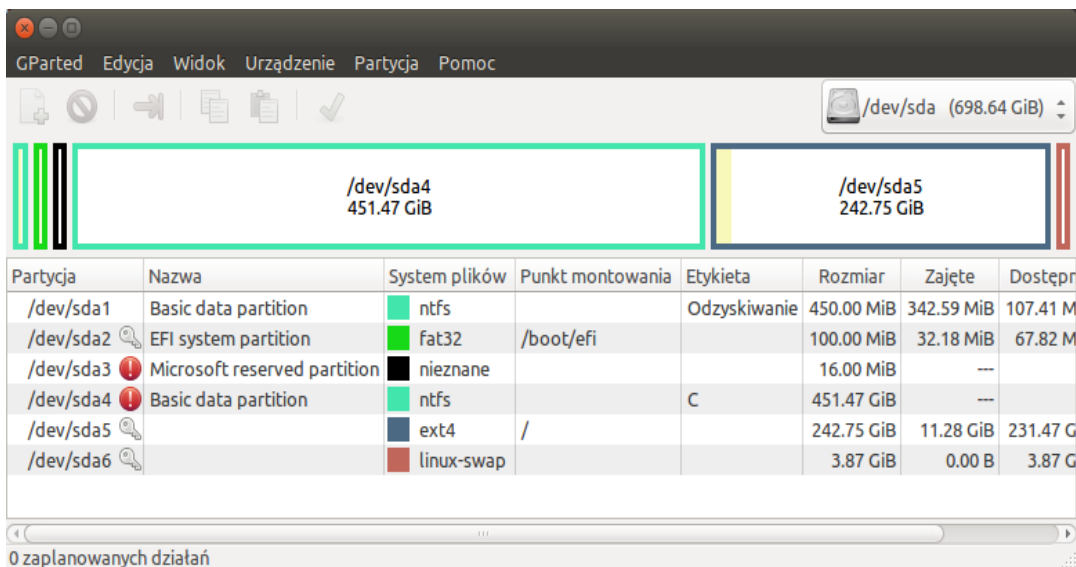 GParted Edycja Widok Urządzenie Partycja Pomoc
/dev/sda (698.64 GiB)
/dev/sda4
451.47 GiB
/dev/sda5
242.75 GiB
Partycja Nazwa System plików Punkt montowania Etykieta Rozmiar Zajęte Dostępn
/dev/sda1 Basic data partition ntfs Odzyskiwanie 450.00 MiB 342.59 MiB 107.41 M
/dev/sda2 EFI system partition fat32 /boot/efi 100.00 MiB 32.18 MiB 67.82 M
/dev/sda3 Microsoft reserved partition nieznane 16.00 MiB ---
/dev/sda4 Basic data partition ntfs C 451.47 GiB ---
/dev/sda5 ext4 / 242.75 GiB 11.28 GiB 231.47 G
/dev/sda6 linux-swap 3.87 GiB 0.00 B 3.87 G
0 zaplanowanych działań